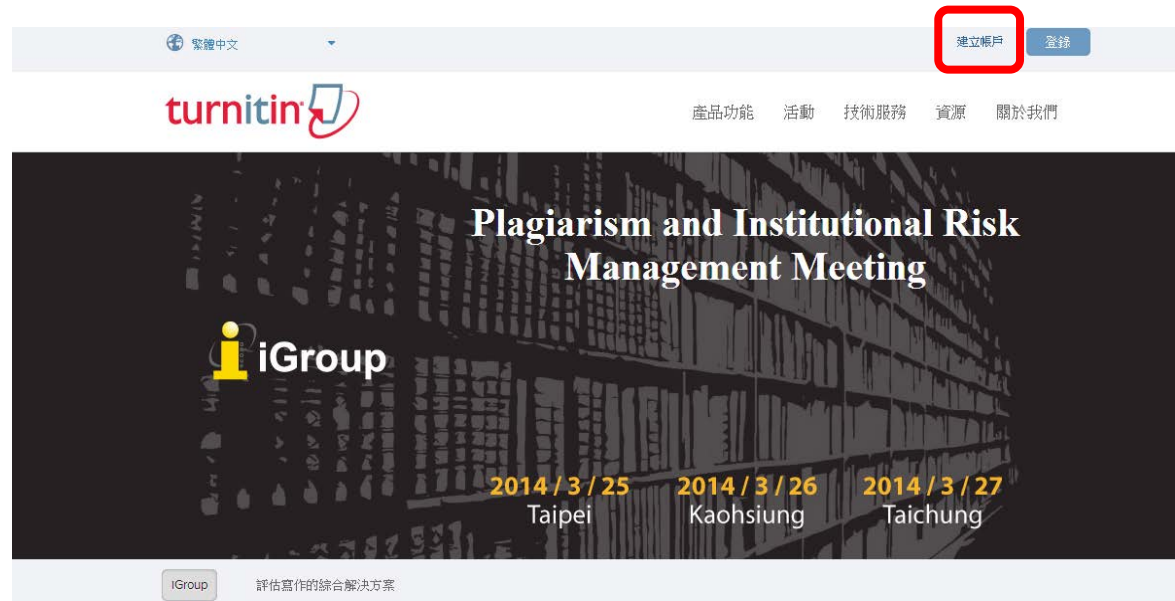 繁體中文
建立帳戶
登錄
turnitin
產品功能 活動 技術服務 資源 關於我們
Plagiarism and Institutional Risk
Management Meeting
iGroup
2014 / 3 / 25 2014 / 3 / 26 2014 / 3 / 27
Taipei Kaohsiung Taichung
iGroup 評估寫作的綜合解決方案